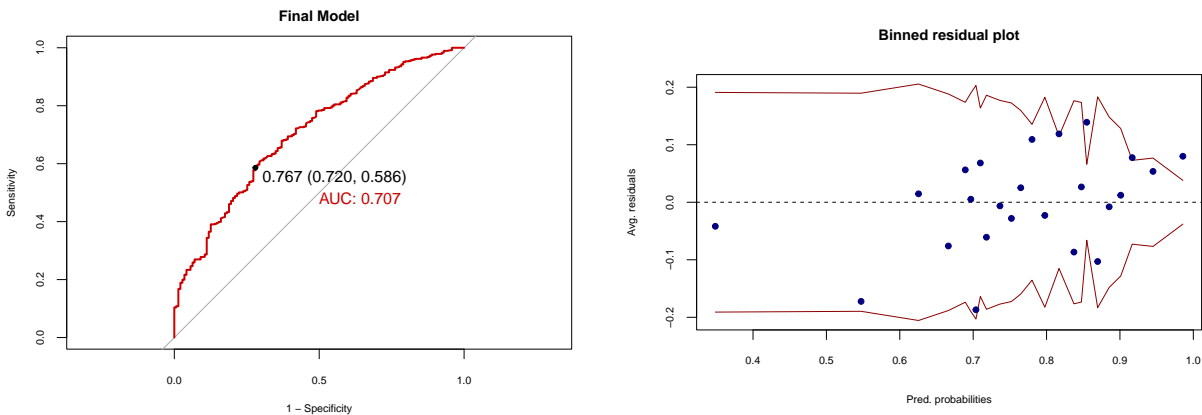 Final Model
Sensitivity
1.0
0.8
0.6
0.4
0.2
0.0
0.767 (0.720, 0.586)
AUC: 0.707
0.0 0.5 1.0
1 − Specificity
Binned residual plot
Avg. residuals
0.2
0.1
0.0
−0.1
−0.2
0.4 0.5 0.6 0.7 0.8 0.9 1.0
Pred. probabilities